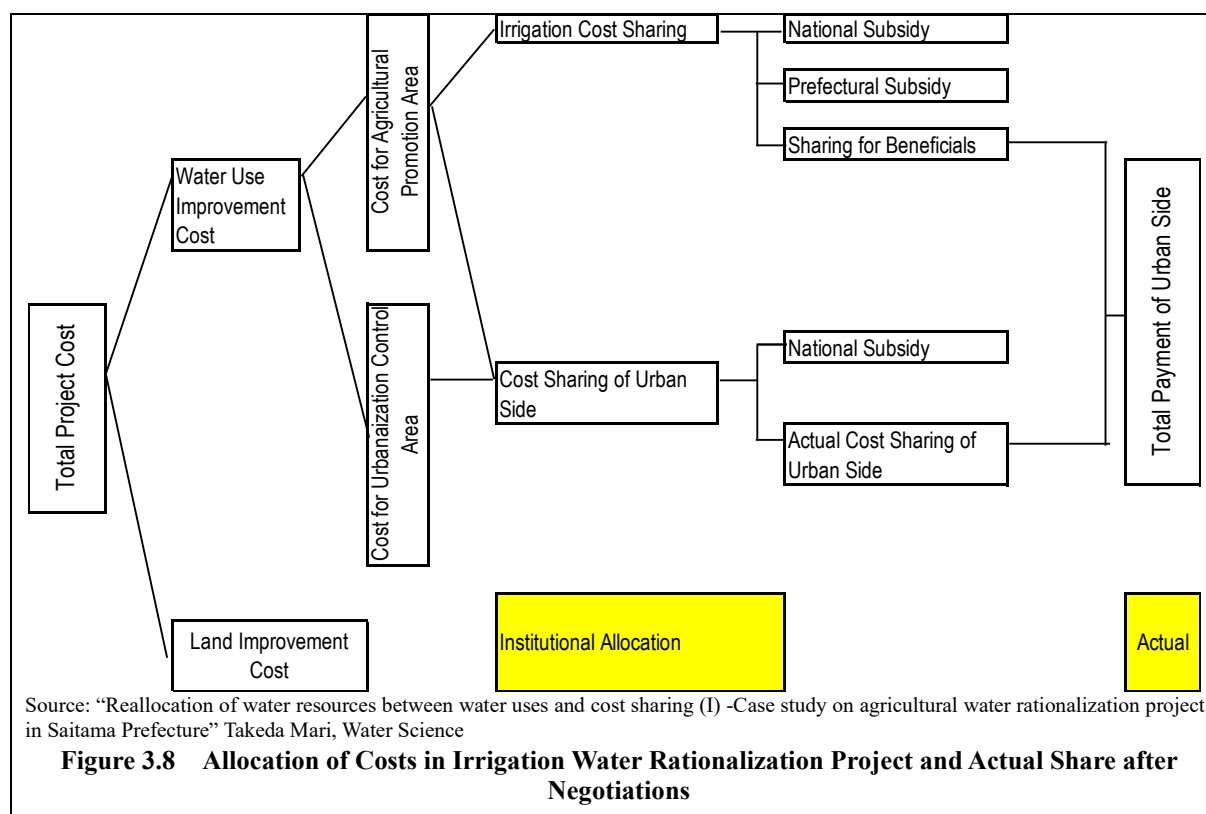 Irrigation Cost Sharing
National Subsidy
Prefectural Subsidy
Sharing for Beneficials
Cost for Agricultural
Promotion Area
Water Use
Improvement
Cost
Total Payment of Urban Side
Total Project Cost
Cost for Urbanaization Control
Area
National Subsidy
Cost Sharing of Urban
Side
Actual Cost Sharing of
Urban Side
Land Improvement
Cost
Institutional Allocation
Actual
Source: “Reallocation of water resources between water uses and cost sharing (I) -Case study on agricultural water rationalization project
in Saitama Prefecture” Takeda Mari, Water Science
Figure 3.8 Allocation of Costs in Irrigation Water Rationalization Project and Actual Share after
Negotiations